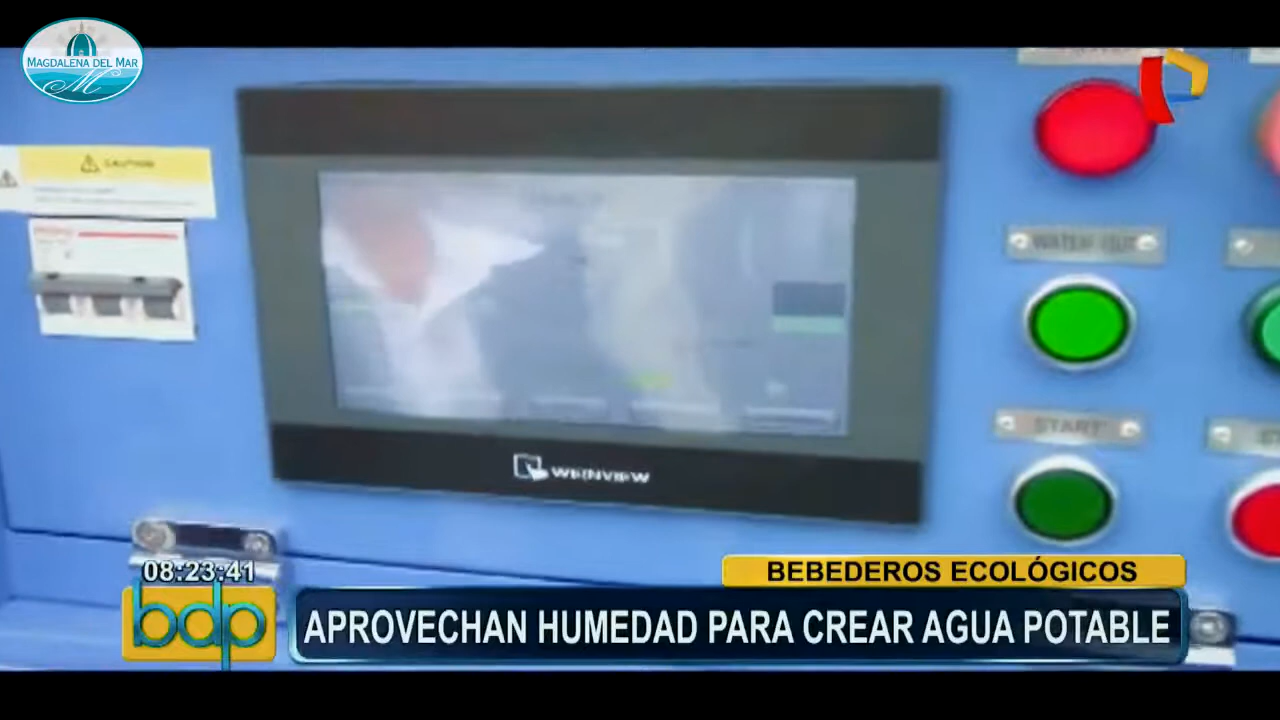 MAGDALENA DEL MAR
M
CAUTION
WATER OUT
START
WEINVIEW
08:23:41
bdp
BEBEDEROS ECOLÓGICOS
APROVECHAN HUMEDAD PARA CREAR AGUA POTABLE